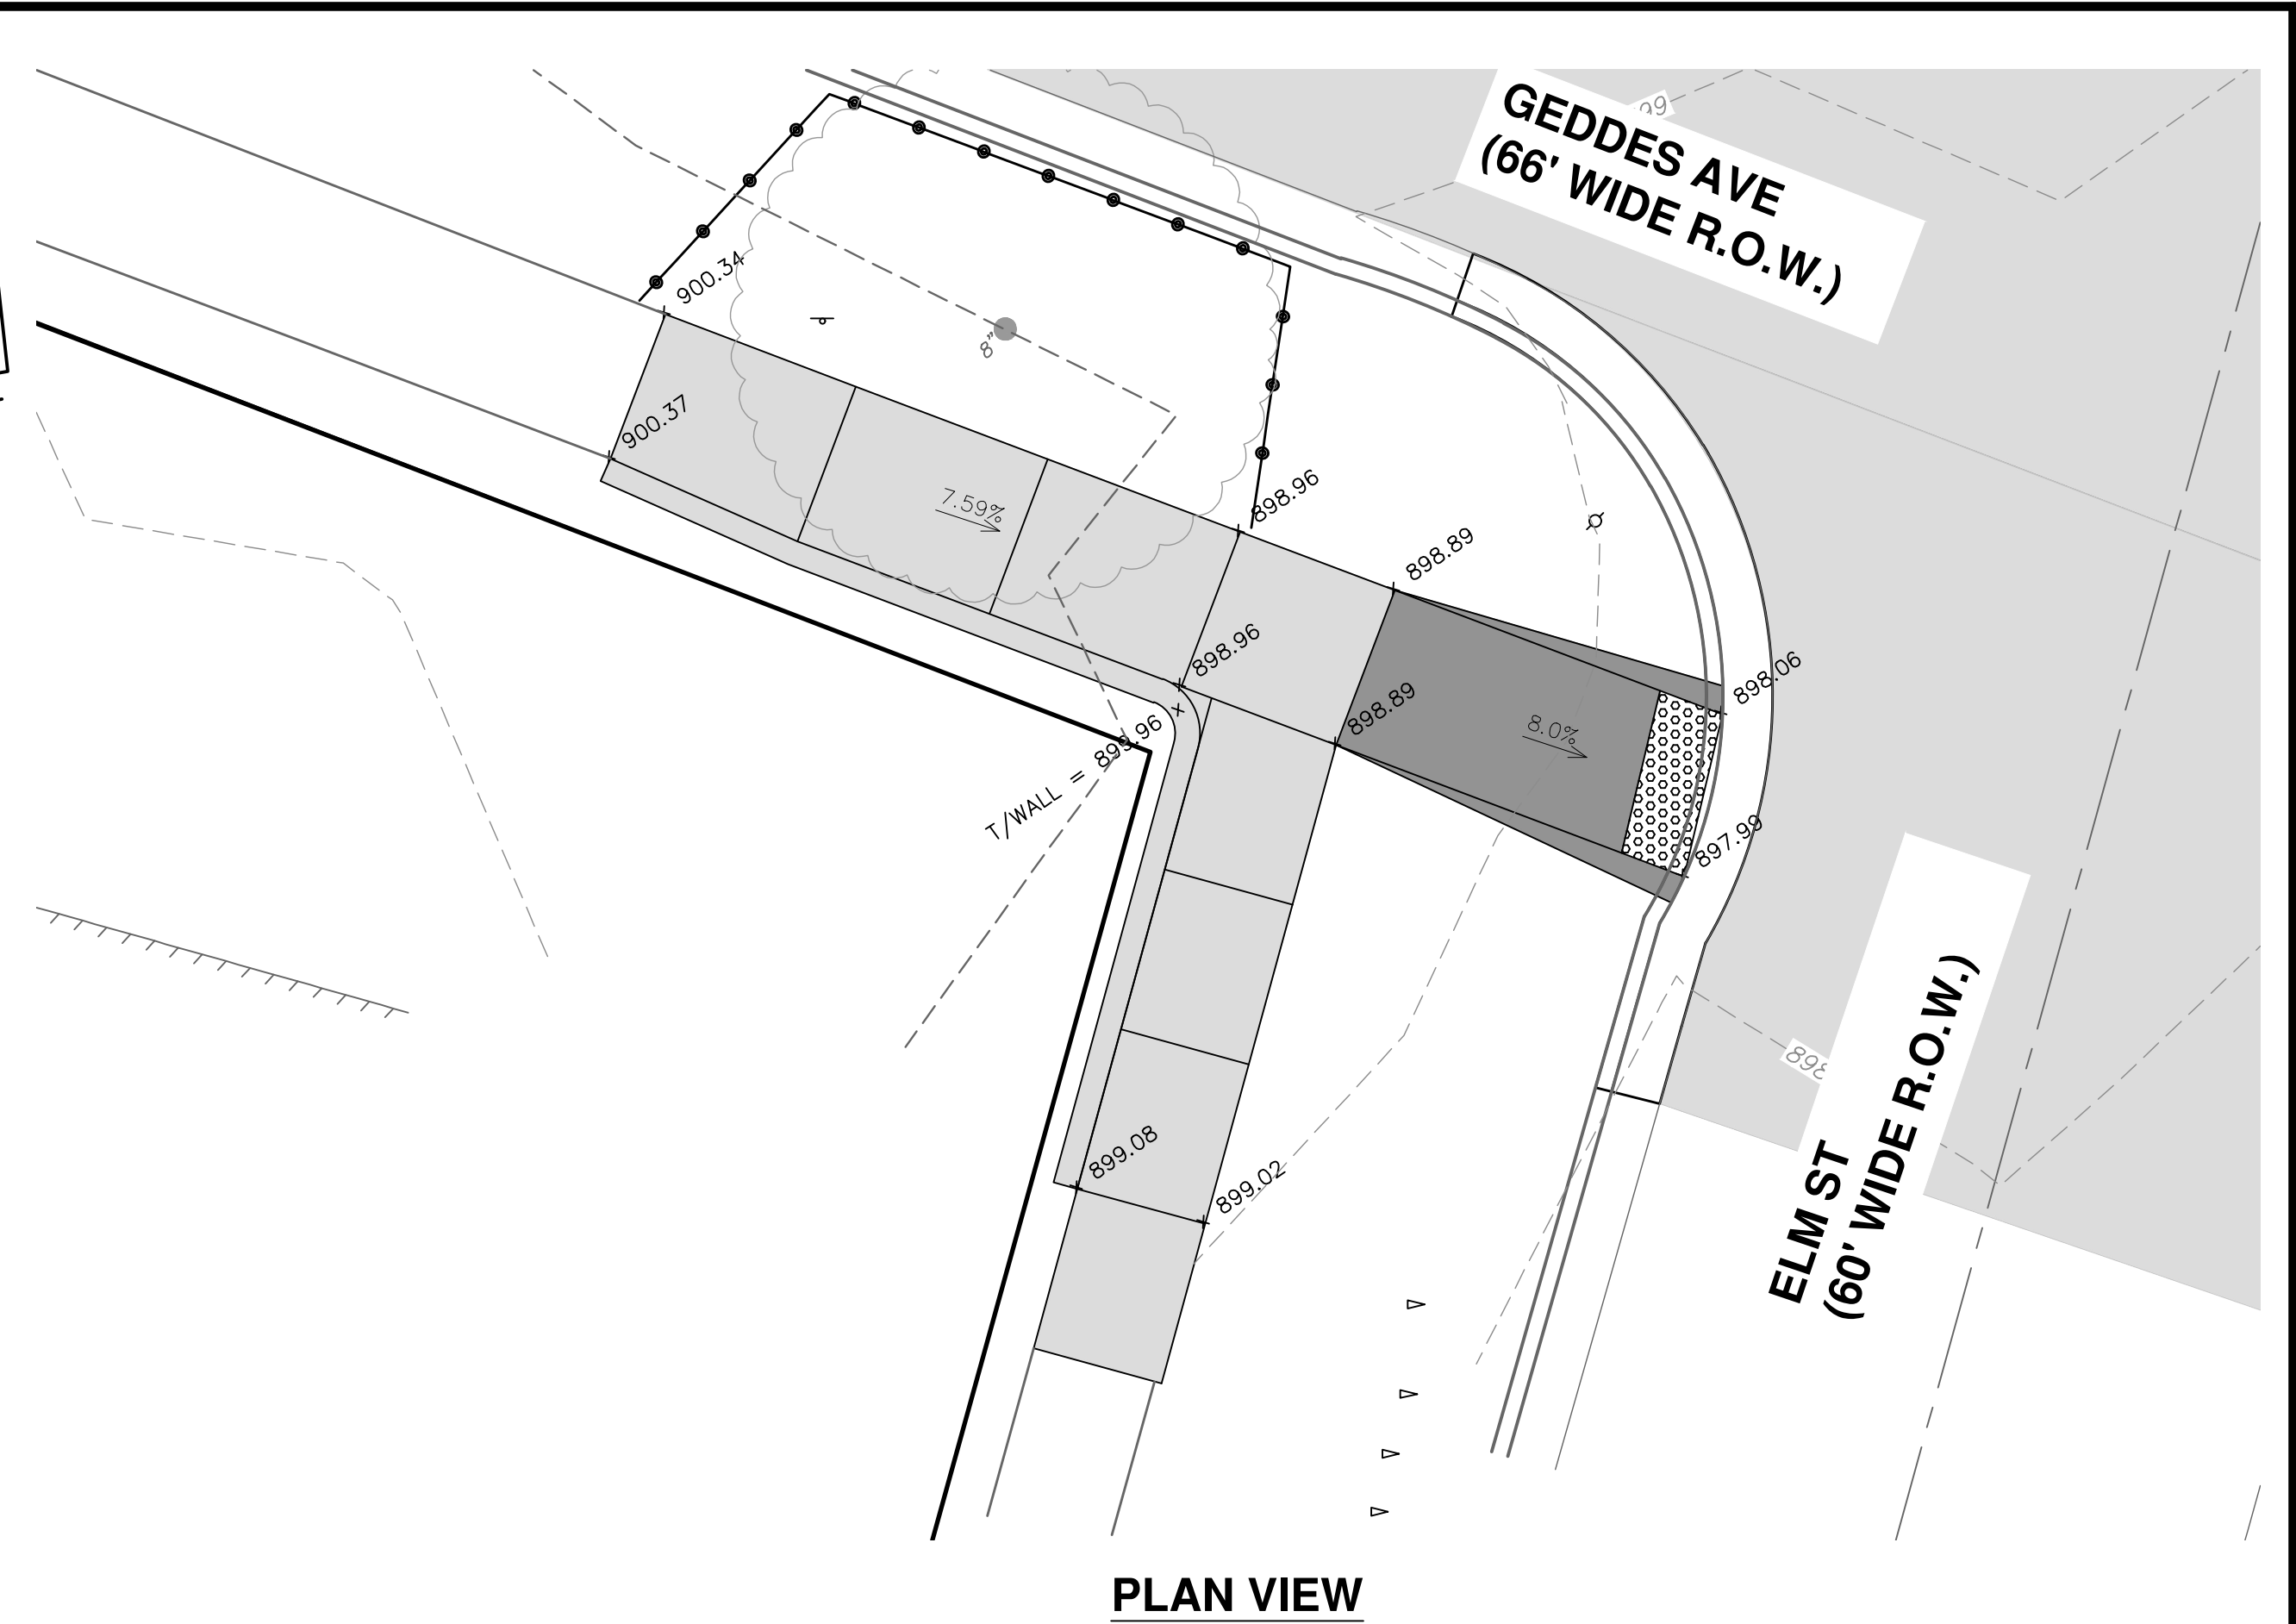 GEDDES AVE
(66' WIDE R.O.W.)
900.34
8"
900.37
7.59%
898.96
898.89
898.96
898.06
898.89
8.0%
T/WALL = 899.96
897.99
898
899.08
899.02
ELM ST
(60' WIDE R.O.W.)
PLAN VIEW